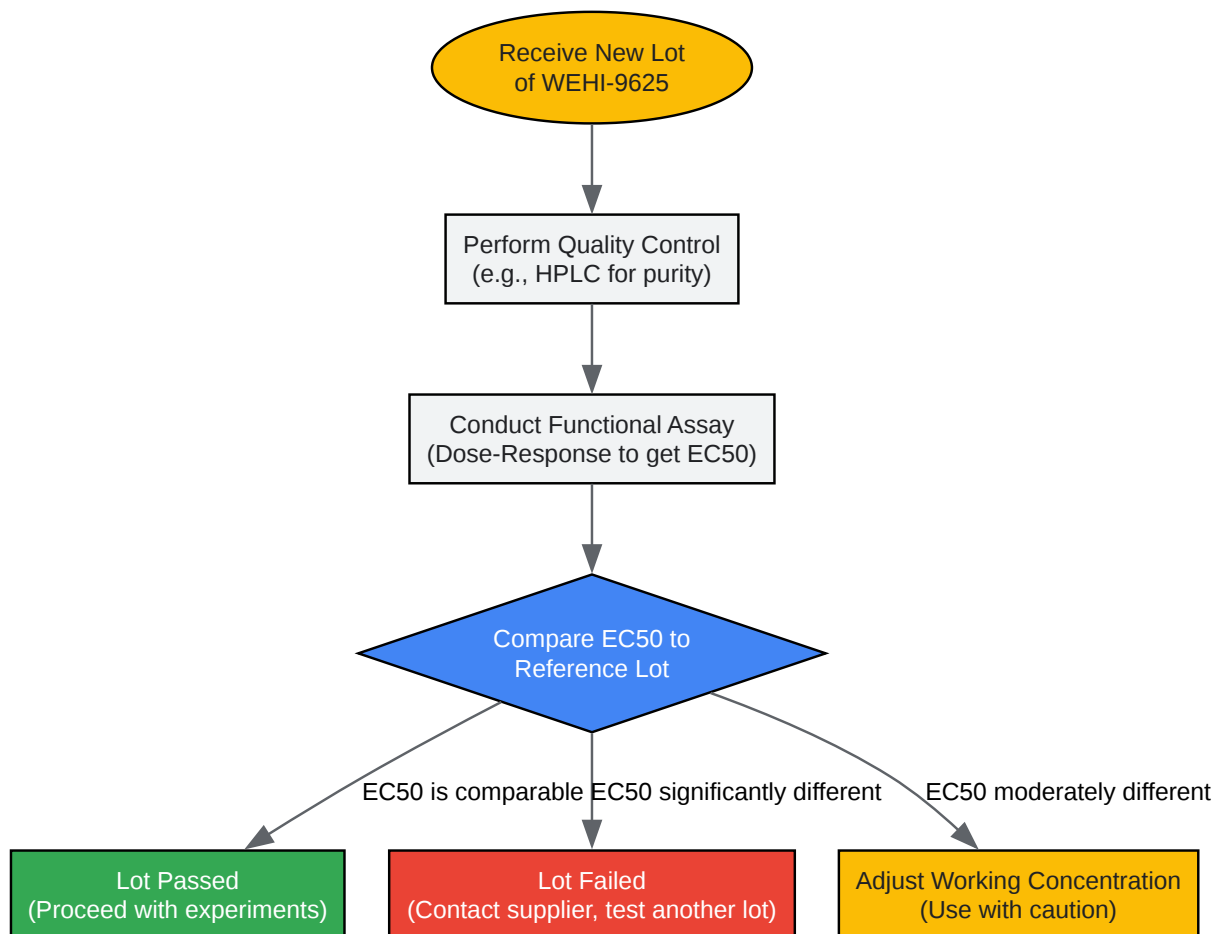 Receive New Lot
of WEHI-9625
Perform Quality Control
(e.g., HPLC for purity)
Conduct Functional Assay
(Dose-Response to get EC50)
Compare EC50 to
Reference Lot
EC50 is comparable
EC50 significantly different
EC50 moderately different
Lot Passed
(Proceed with experiments)
Lot Failed
(Contact supplier, test another lot)
Adjust Working Concentration
(Use with caution)